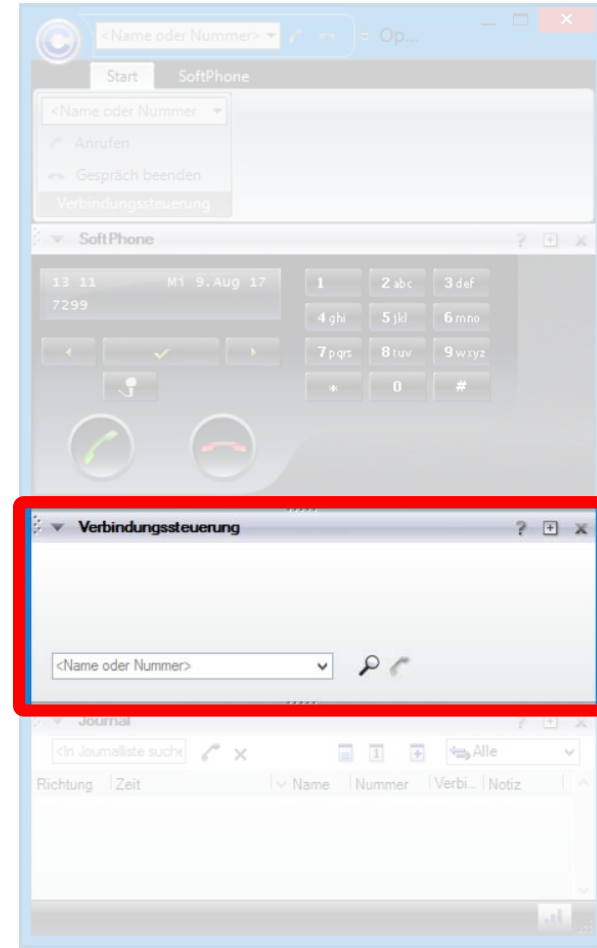 <Name oder Nummer> Op...
Start SoftPhone
<Name oder Nummer
Anrufen
Gespräch beenden
Verbindungssteuerung
SoftPhone ?
13 11 Mi 9.Aug 17
7299
1 2 abc 3 def
4 ghi 5 jkl 6 mno
7 pqrs 8 tuv 9 wxyz
* 0 #
Verbindungssteuerung ?
<Name oder Nummer>
Journal ?
<In Journalliste suche 1 Alle
Richtung Zeit Name Nummer Verbi... Notiz